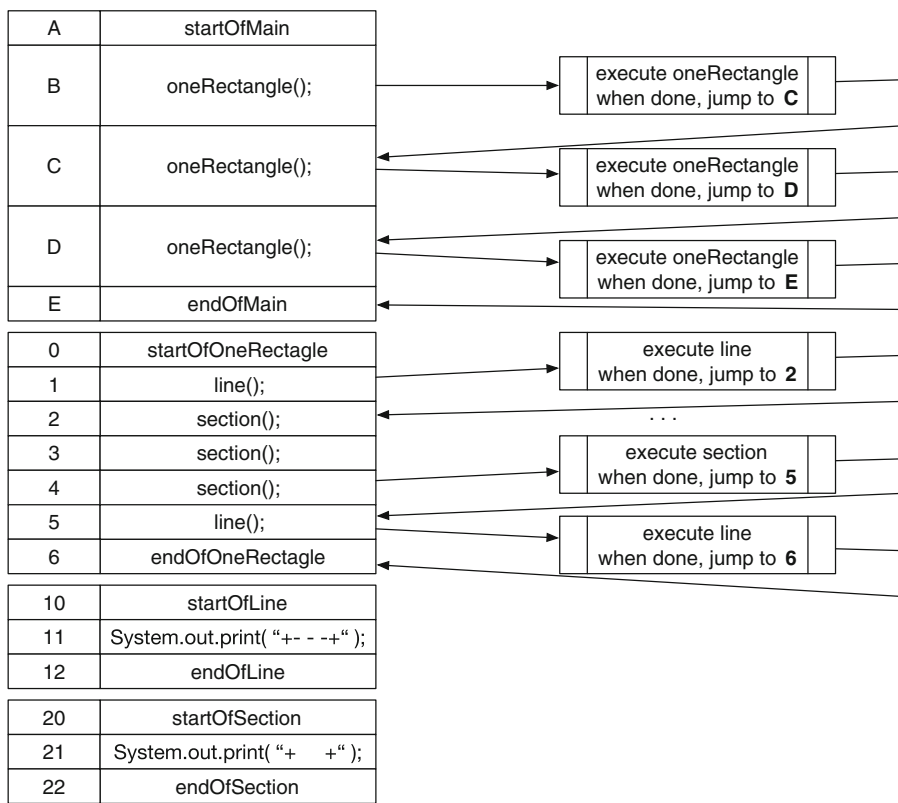 A startOfMain
B oneRectangle();
execute oneRectangle
when done, jump to C
C oneRectangle();
execute oneRectangle
when done, jump to D
D oneRectangle();
execute oneRectangle
when done, jump to E
E endOfMain
0 startOfOneRectagle
1 line();
execute line
when done, jump to 2
2 section();
. . .
3 section();
4 section();
execute section
when done, jump to 5
5 line();
execute line
when done, jump to 6
6 endOfOneRectagle
10 startOfLine
11 System.out.print( “+- - -+“ );
12 endOfLine
20 startOfSection
21 System.out.print( “+     +“ );
22 endOfSection